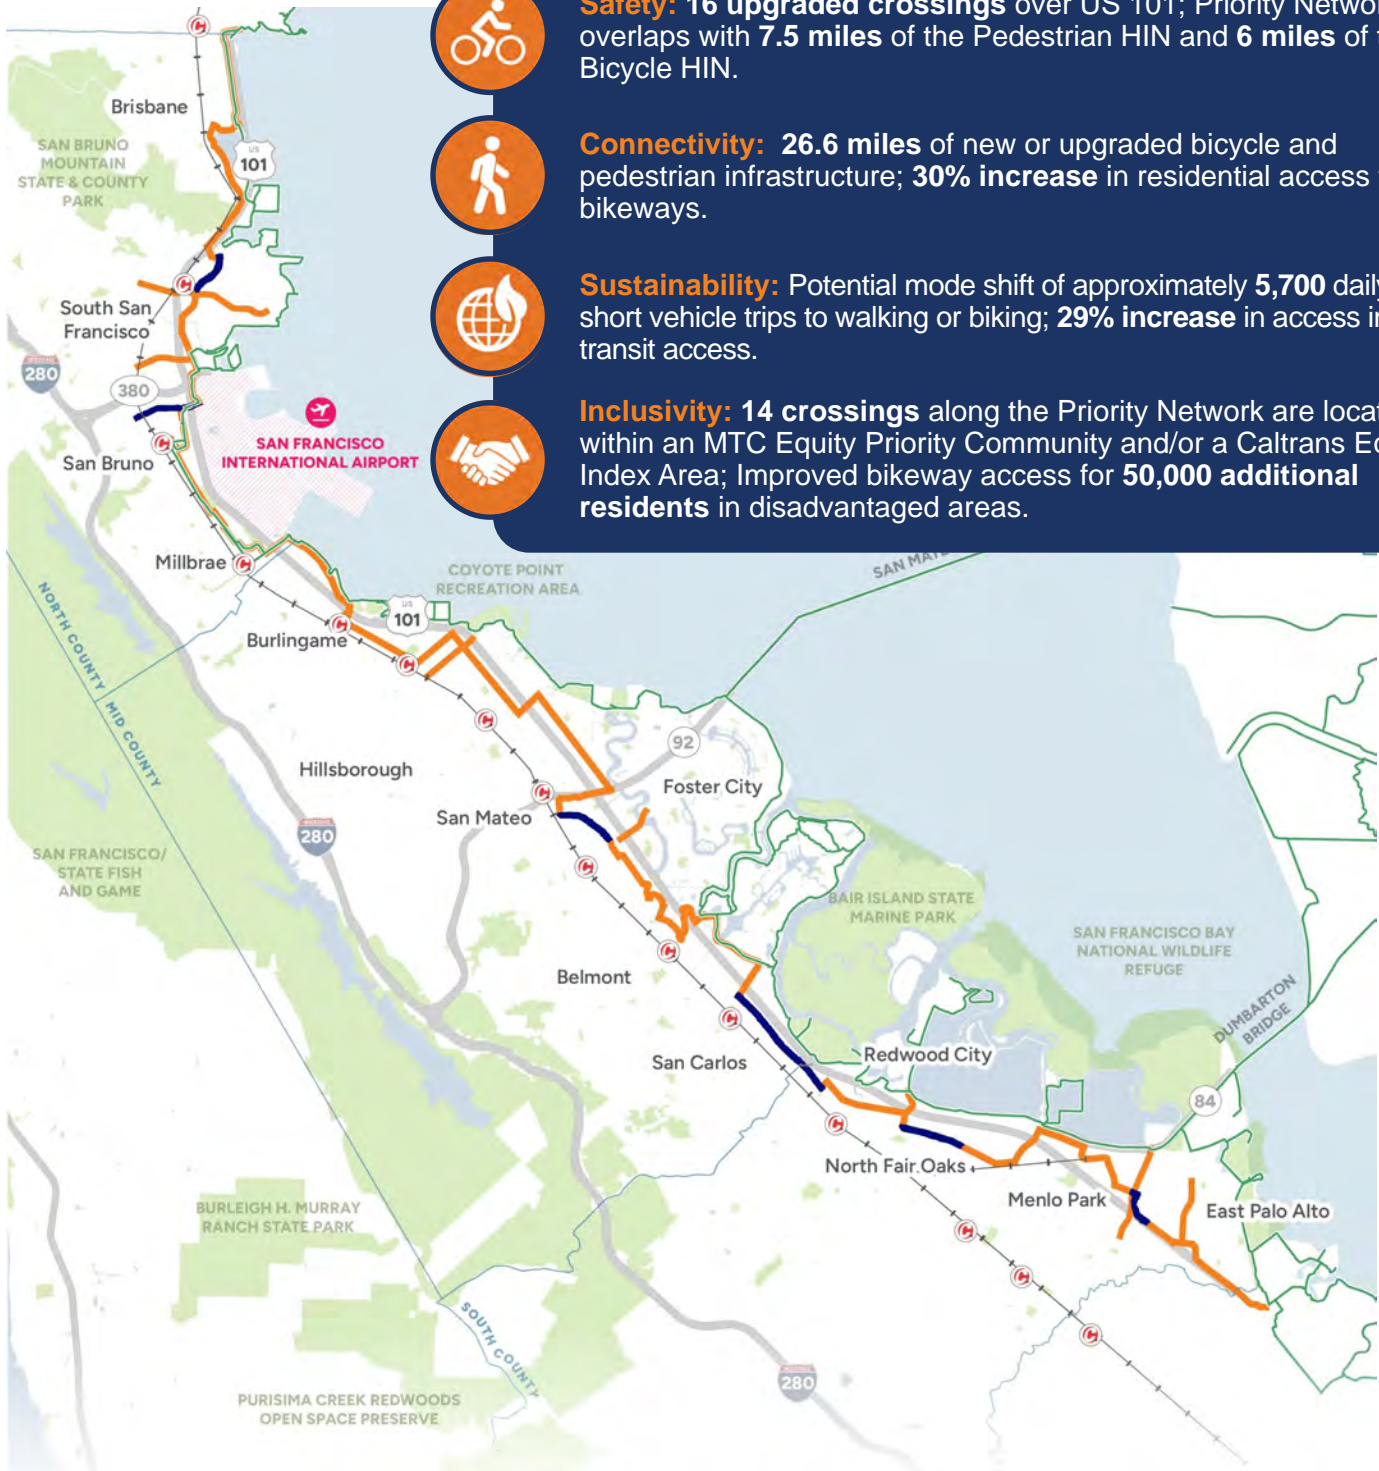 Safety: 16 upgraded crossings over US 101; Priority
overlaps with 7.5 miles of the Pedestrian HIN and 6 miles of
Bicycle HIN.
Connectivity: 26.6 miles of new or upgraded bicycle and
pedestrian infrastructure; 30% increase in residential access
bikeways.
Sustainability: Potential mode shift of approximately 5,700 daily
short vehicle trips to walking or biking; 29% increase in access
transit access.
Inclusivity: 14 crossings along the Priority Network are
within an MTC Equity Priority Community and/or a Caltrans
Index Area; Improved bikeway access for 50,000 additional
residents in disadvantaged areas.
Brisbane
SAN BRUNO
MOUNTAIN
STATE & COUNTY
PARK
US
101
South San
Francisco
280
380
SAN FRANCISCO
INTERNATIONAL AIRPORT
San Bruno
Millbrae
COYOTE POINT
RECREATION AREA
SAN
US
101
Burlingame
NORTH COUNTY
MID COUNTY
92
Hillsborough
Foster City
San Mateo
280
SAN FRANCISCO/
STATE FISH
AND GAME
BAIR ISLAND STATE
MARINE PARK
SAN FRANCISCO BAY
NATIONAL WILDLIFE
REFUGE
Belmont
DUMBARTON
BRIDGE
San Carlos
Redwood City
84
North Fair Oaks
Menlo Park
East Palo Alto
BURLEIGH H. MURRAY
RANCH STATE PARK
SOUTH COUNTY
280
PURISIMA CREEK REDWOODS
OPEN SPACE PRESERVE